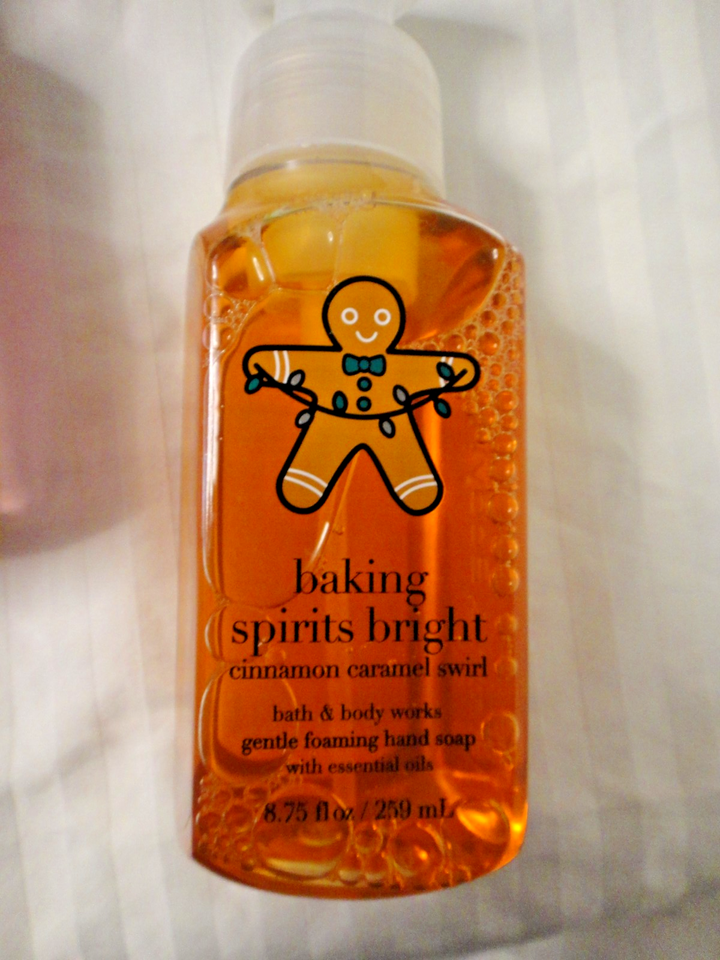 baking
spirits bright
cinnamon caramel swirl
bath & body works
gentle foaming hand soap
with essential oils
8.75 fl oz / 259 mL